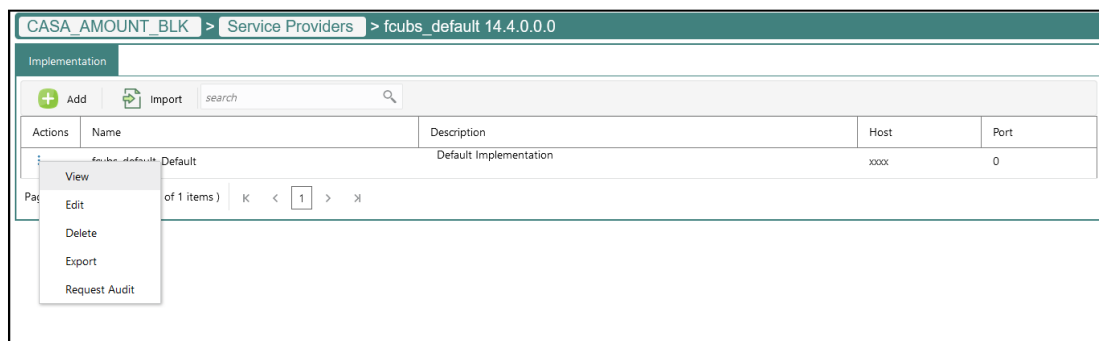 CASA_AMOUNT_BLK > Service Providers > fcubs_default 14.4.0.0.0
Implementation
Add Import search
Actions Name Description Host Port
fcubs_default_Default Default Implementation xxxx 0
View
of 1 items ) K < 1 > >|
Edit
Delete
Export
Request Audit